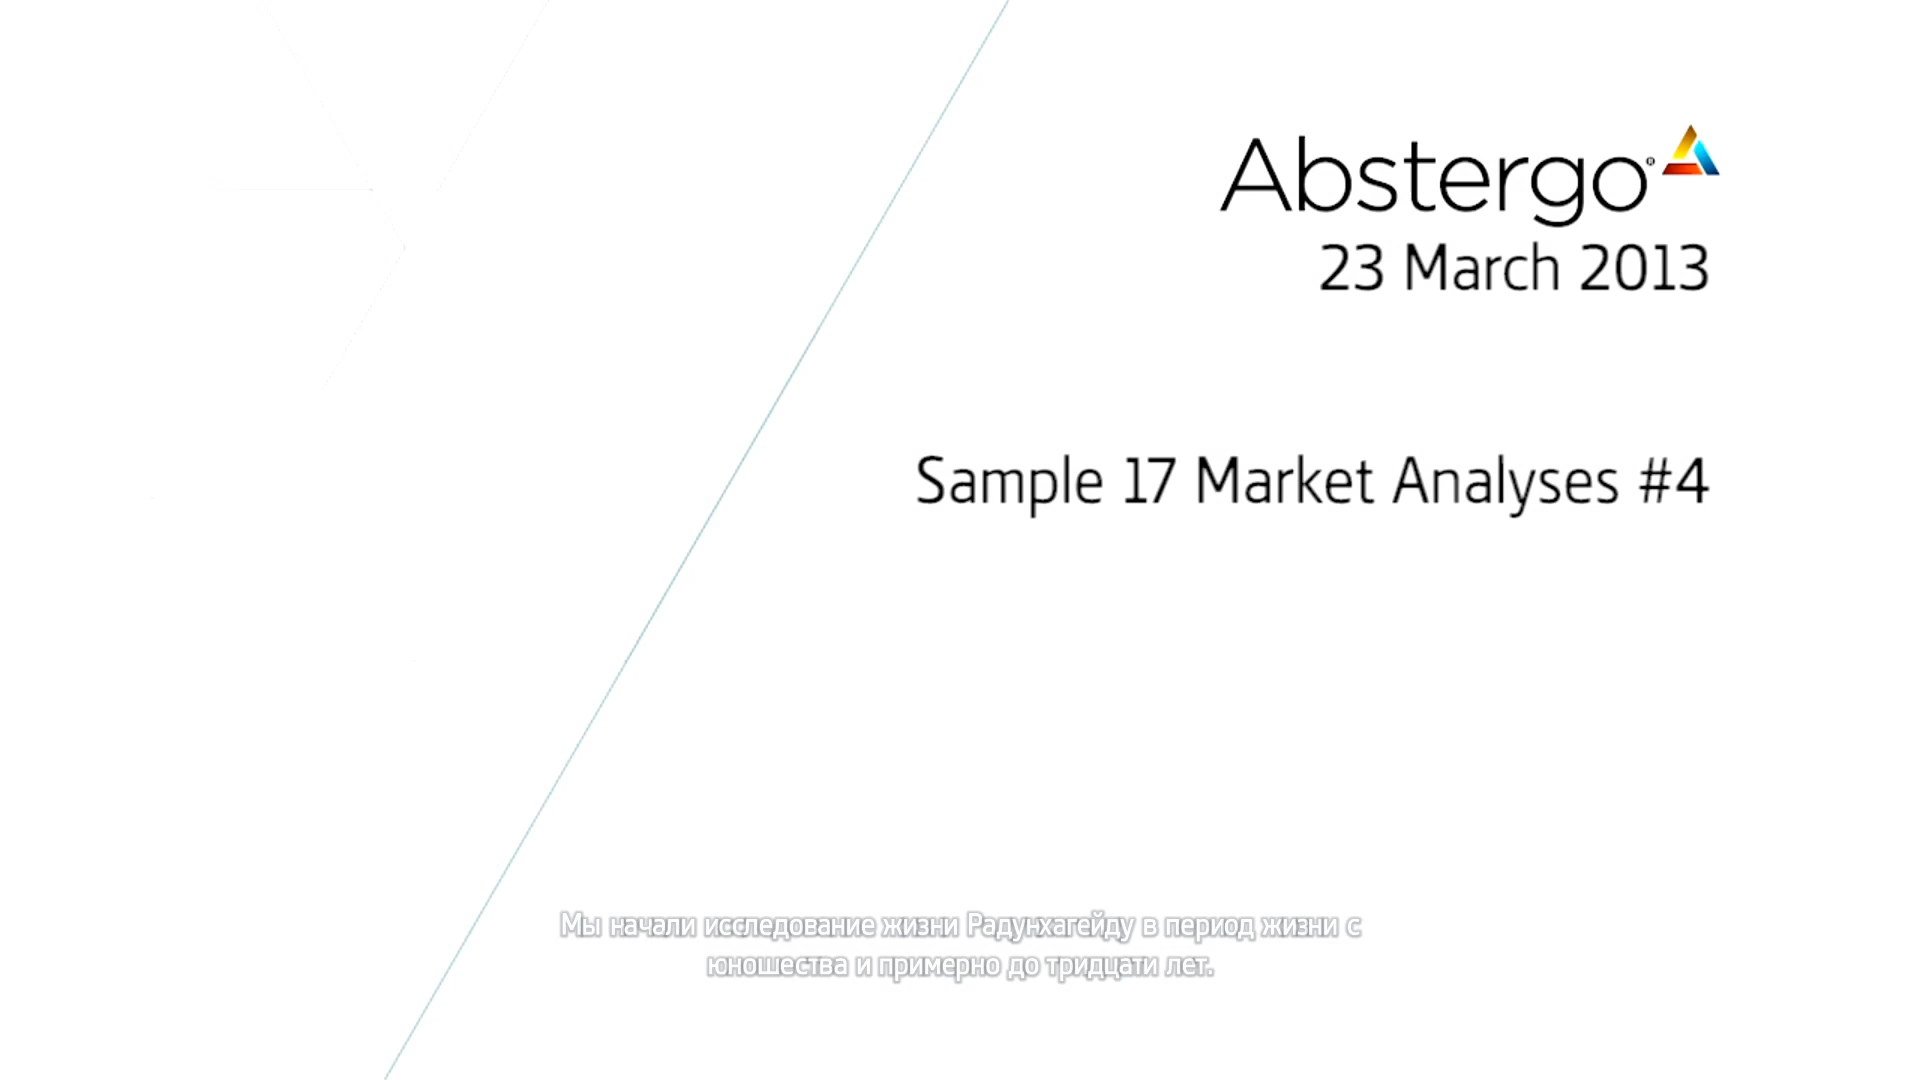 Abstergo®
23 March 2013
Sample 17 Market Analyses #4
Мы начали исследование жизни Радунхагейду в период жизни с
юношества и примерно до тридцати лет.